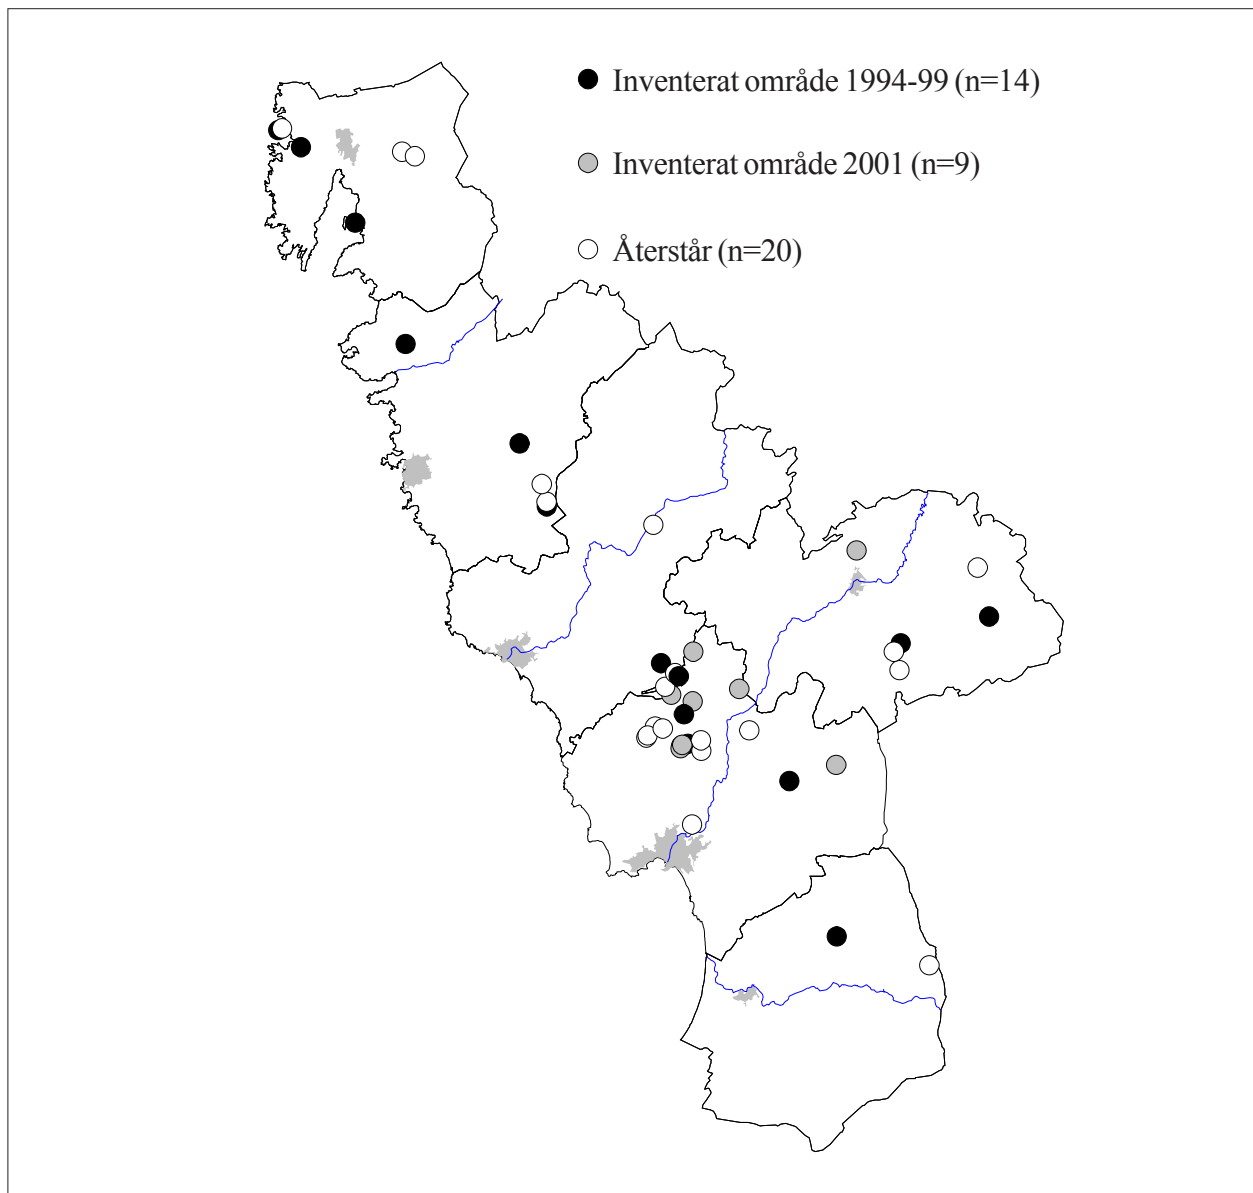 Inventerat område 1994-99 (n=14)
Inventerat område 2001 (n=9)
Återstår (n=20)